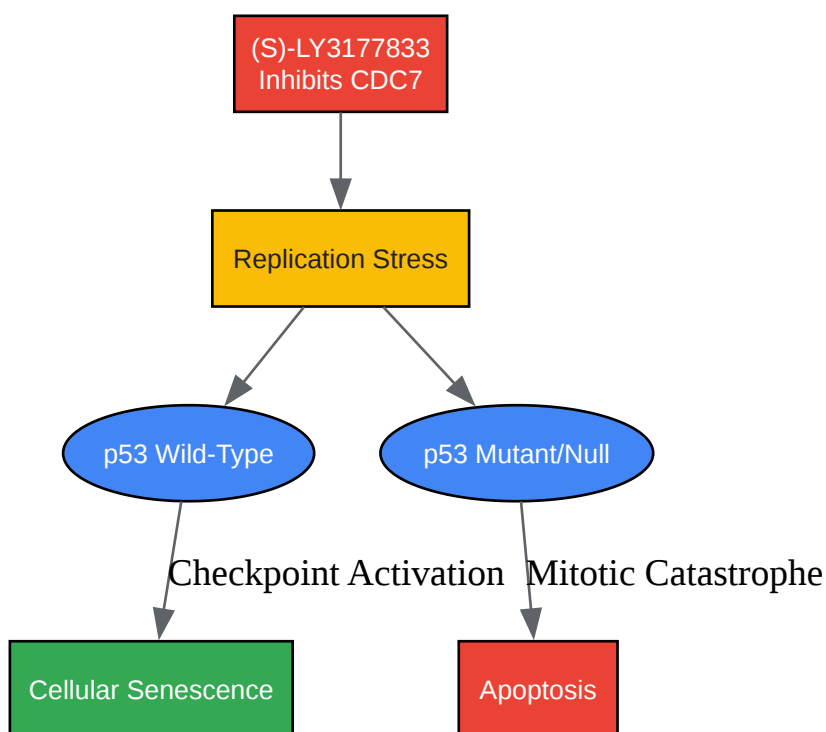 (S)-LY3177833
Inhibits CDC7
Replication Stress
p53 Wild-Type
p53 Mutant/Null
Checkpoint Activation
Mitotic Catastrophe
Cellular Senescence
Apoptosis